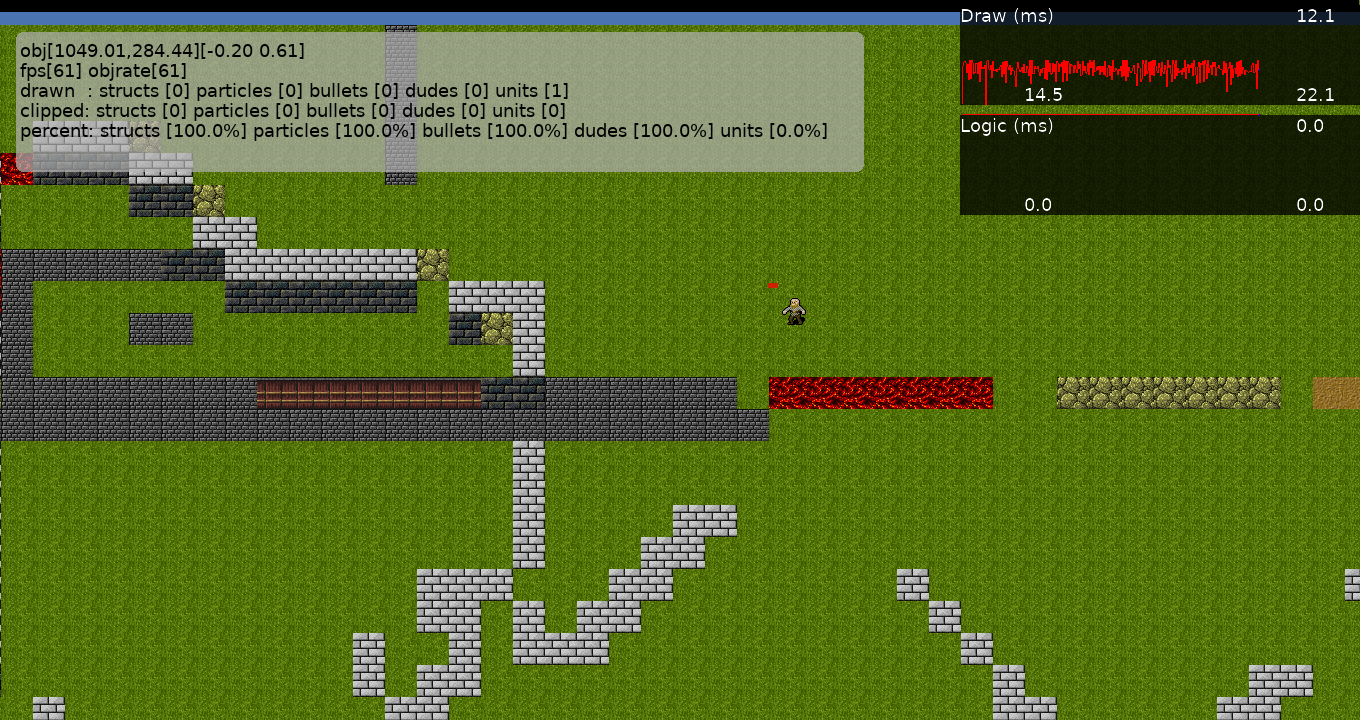 obj[1049.01,284.44][-0.20 0.61]
fps[61] objrate[61]
drawn  : structs [0] particles [0] bullets [0] dudes [0] units [1]
clipped: structs [0] particles [0] bullets [0] dudes [0] units [0]
percent: structs [100.0%] particles [100.0%] bullets [100.0%] dudes [100.0%] units [0.0%]
Draw (ms) 12.1
14.5 22.1
Logic (ms) 0.0
0.0 0.0